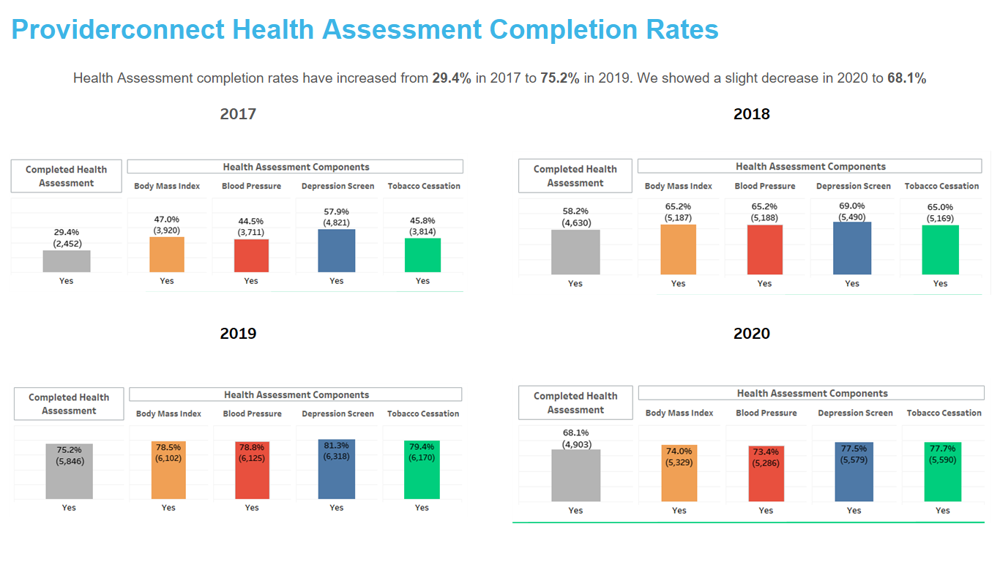 Providerconnect Health Assessment Completion Rates
Health Assessment completion rates have increased from 29.4% in 2017 to 75.2% in 2019. We showed a slight decrease in 2020 to 68.1%
2017
Completed Health
Assessment
Health Assessment Components
Body Mass Index Blood Pressure Depression Screen Tobacco Cessation
29.4%
(2,452)
47.0%
(3,920)
44.5%
(3,711)
57.9%
(4,821)
45.8%
(3,814)
Yes Yes Yes Yes Yes
2018
Completed Health
Assessment
Health Assessment Components
Body Mass Index Blood Pressure Depression Screen Tobacco Cessation
58.2%
(4,630)
65.2%
(5,187)
65.2%
(5,188)
69.0%
(5,490)
65.0%
(5,169)
Yes Yes Yes Yes Yes
2019
Completed Health
Assessment
Health Assessment Components
Body Mass Index Blood Pressure Depression Screen Tobacco Cessation
75.2%
(5,846)
78.5%
(6,102)
78.8%
(6,125)
81.3%
(6,318)
79.4%
(6,170)
Yes Yes Yes Yes Yes
2020
Completed Health
Assessment
Health Assessment Components
Body Mass Index Blood Pressure Depression Screen Tobacco Cessation
68.1%
(4,903)
74.0%
(5,329)
73.4%
(5,286)
77.5%
(5,579)
77.7%
(5,590)
Yes Yes Yes Yes Yes